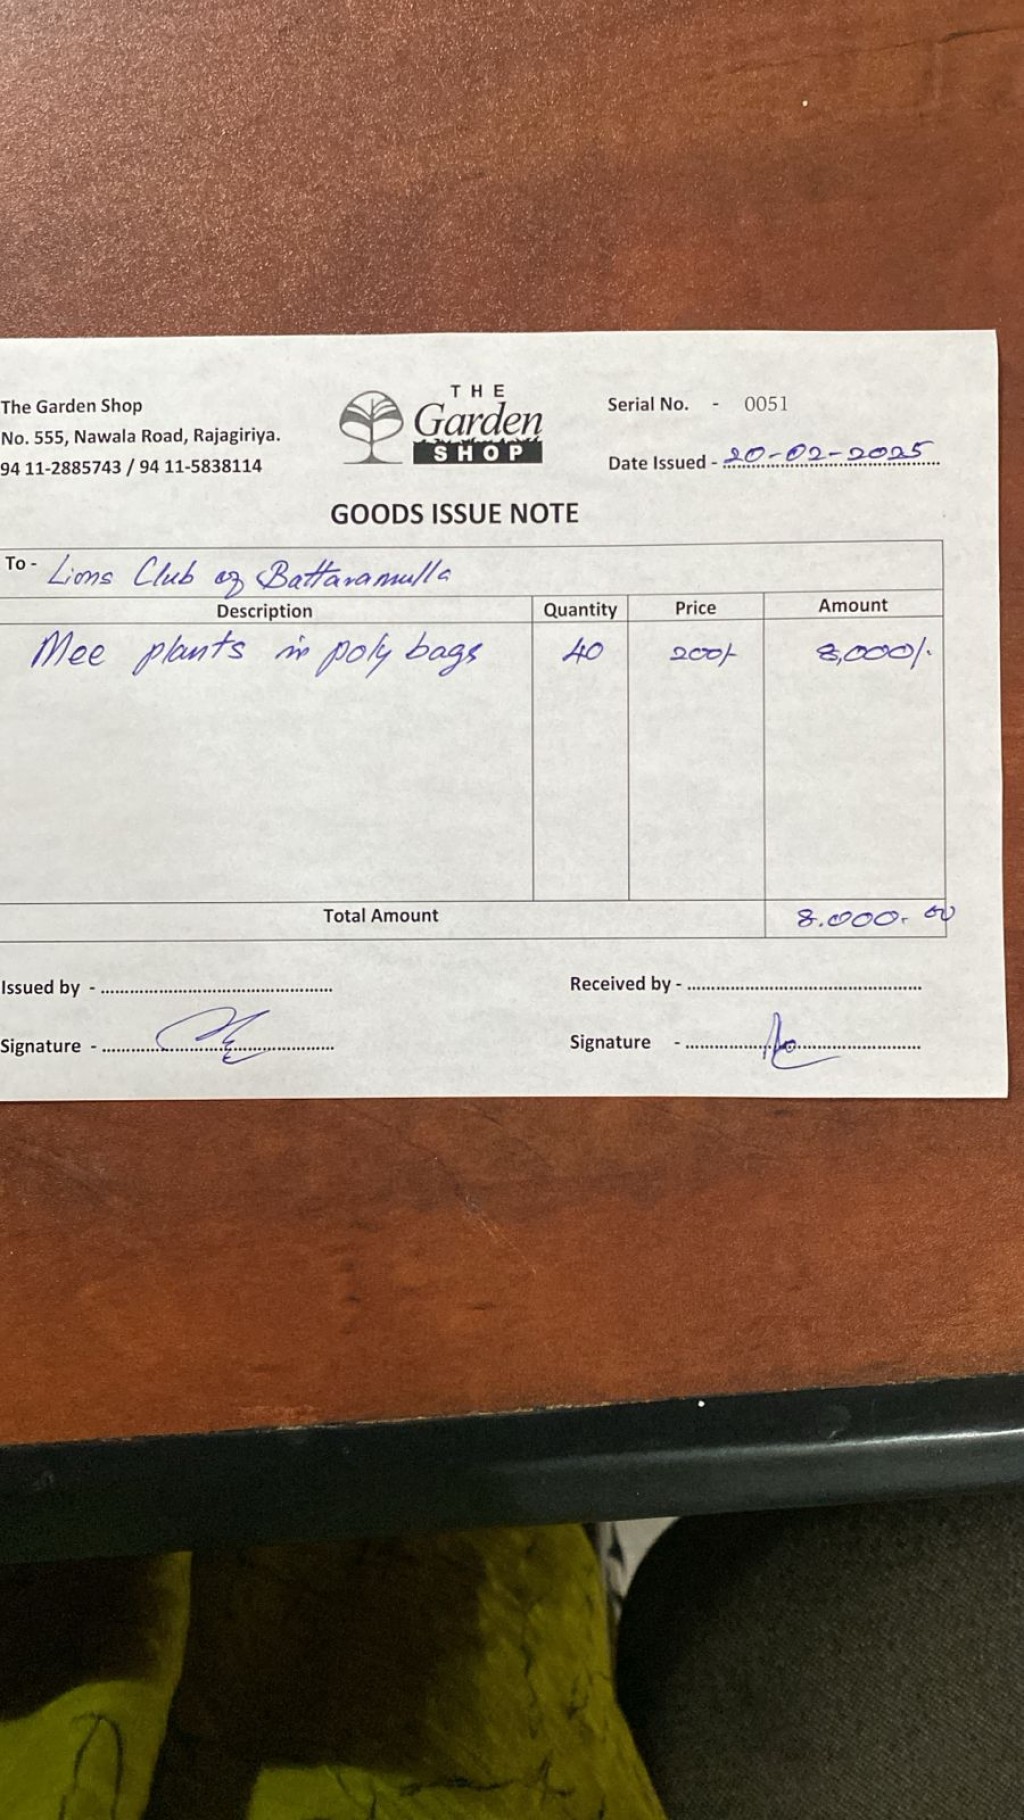 The Garden Shop
No. 555, Nawala Road, Rajagiriya.
94 11-2885743 / 94 11-5838114
THE
Garden
SHOP
Serial No. - 0051
Date Issued - 20-02-2025
GOODS ISSUE NOTE
To - Lions Club of Battaramulla
Description Quantity Price Amount
Mee plants in poly bags 40 200/- 8,000/-
Total Amount 8.000.00
Issued by -
Received by -
Signature -
Signature -